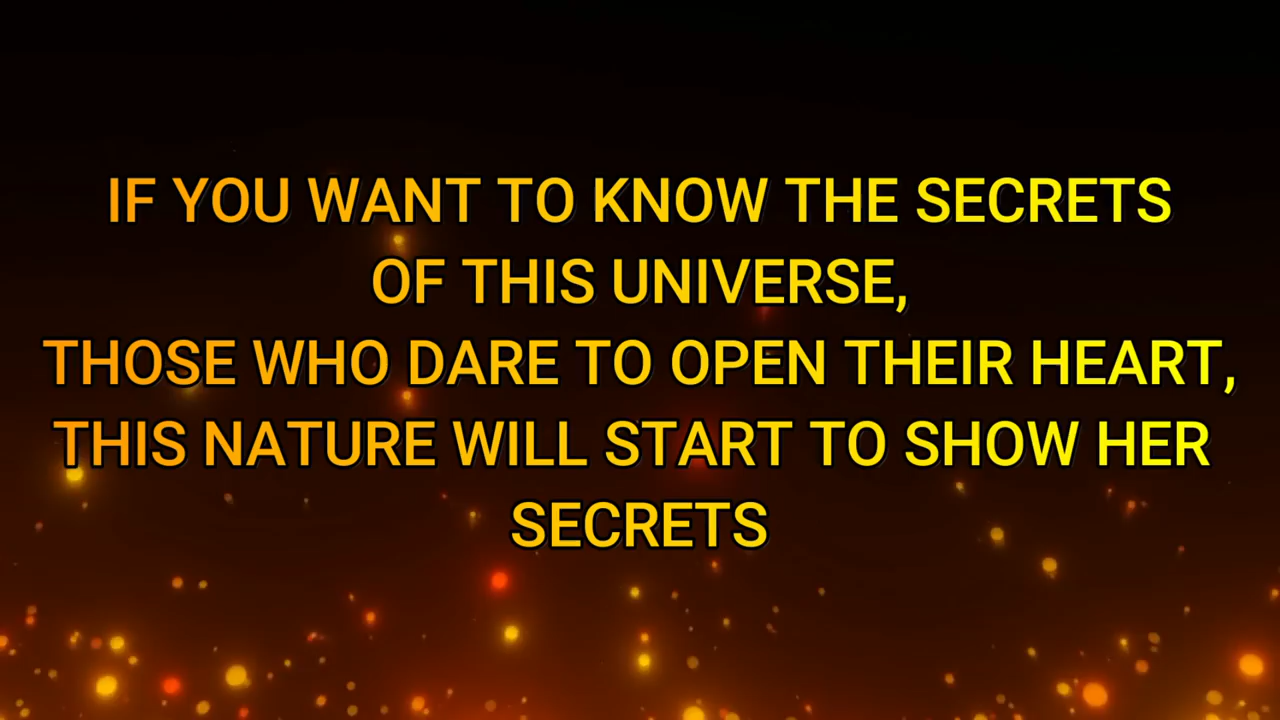 IF YOU WANT TO KNOW THE SECRETS
OF THIS UNIVERSE,
THOSE WHO DARE TO OPEN THEIR HEART,
THIS NATURE WILL START TO SHOW HER
SECRETS